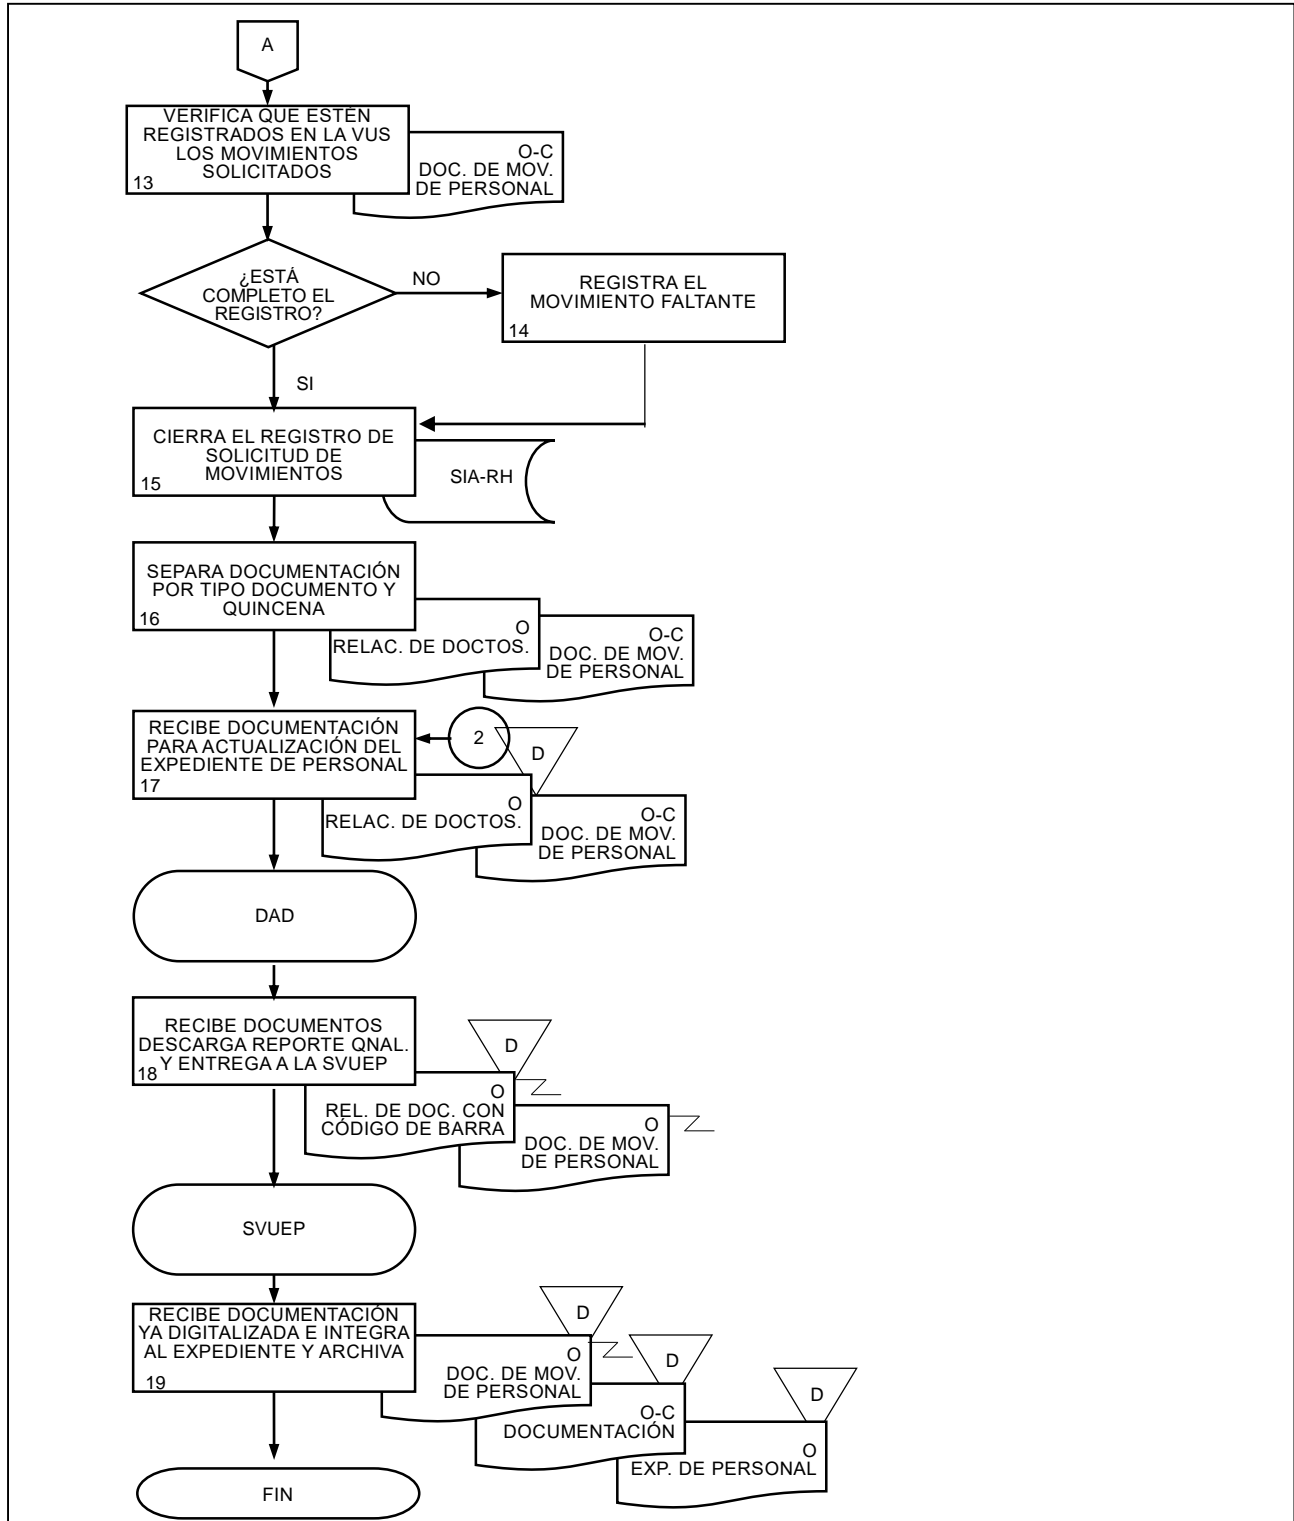 A
VERIFICA QUE ESTÉN
REGISTRADOS EN LA VUS
LOS MOVIMIENTOS
SOLICITADOS
13
O-C
DOC. DE MOV.
DE PERSONAL
¿ESTÁ
COMPLETO EL
REGISTRO?
NO
REGISTRA EL
MOVIMIENTO FALTANTE
14
SI
CIERRA EL REGISTRO DE
SOLICITUD DE
MOVIMIENTOS
15
SIA-RH
SEPARA DOCUMENTACIÓN
POR TIPO DOCUMENTO Y
QUINCENA
16
O
RELAC. DE DOCTOS.
O-C
DOC. DE MOV.
DE PERSONAL
RECIBE DOCUMENTACIÓN
PARA ACTUALIZACIÓN DEL
EXPEDIENTE DE PERSONAL
17
2
D
O
RELAC. DE DOCTOS.
O-C
DOC. DE MOV.
DE PERSONAL
DAD
RECIBE DOCUMENTOS
DESCARGA REPORTE QNAL.
Y ENTREGA A LA SVUEP
18
D
O
REL. DE DOC. CON
CÓDIGO DE BARRA
O
DOC. DE MOV.
DE PERSONAL
SVUEP
RECIBE DOCUMENTACIÓN
YA DIGITALIZADA E INTEGRA
AL EXPEDIENTE Y ARCHIVA
19
D
O
DOC. DE MOV.
DE PERSONAL
D
O-C
DOCUMENTACIÓN
D
O
EXP. DE PERSONAL
FIN